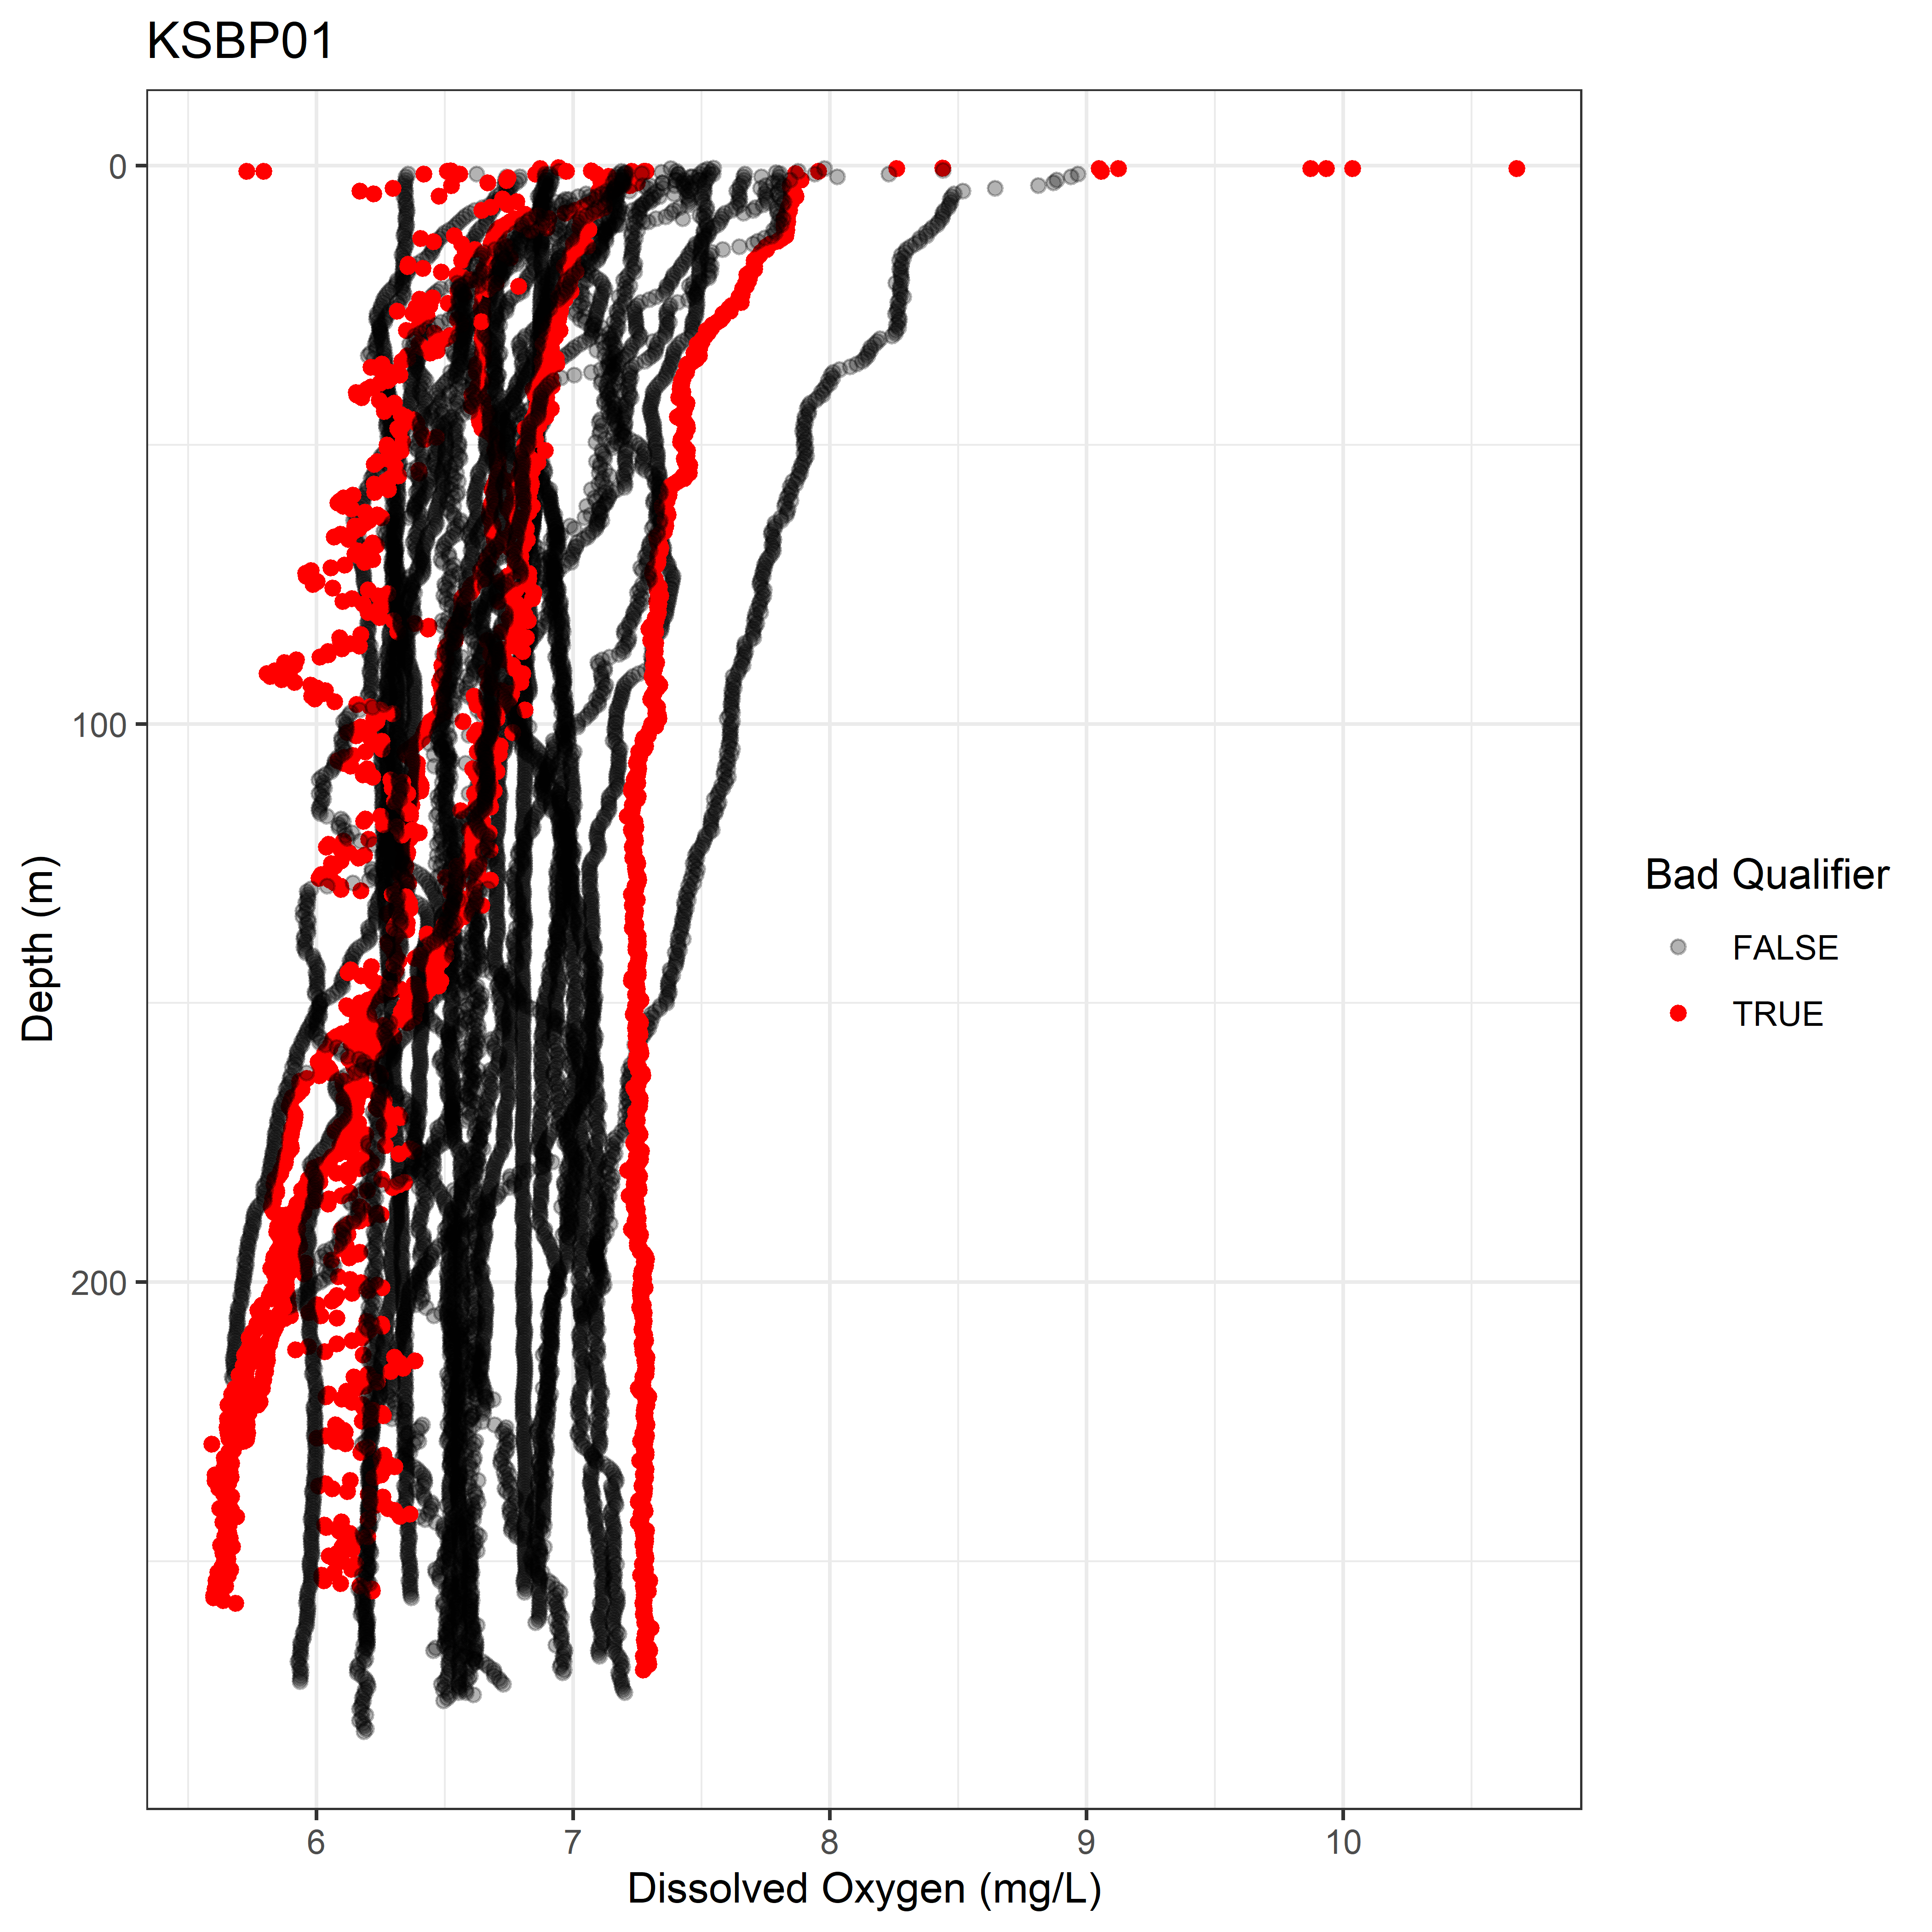 KSBP01
0
100
200
Depth (m)
6 7 8 9 10
Dissolved Oxygen (mg/L)
Bad Qualifier
FALSE
TRUE